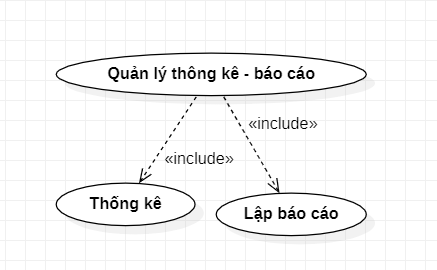 Quản lý thông kê - báo cáo
«include»
«include»
Thống kê
Lập báo cáo